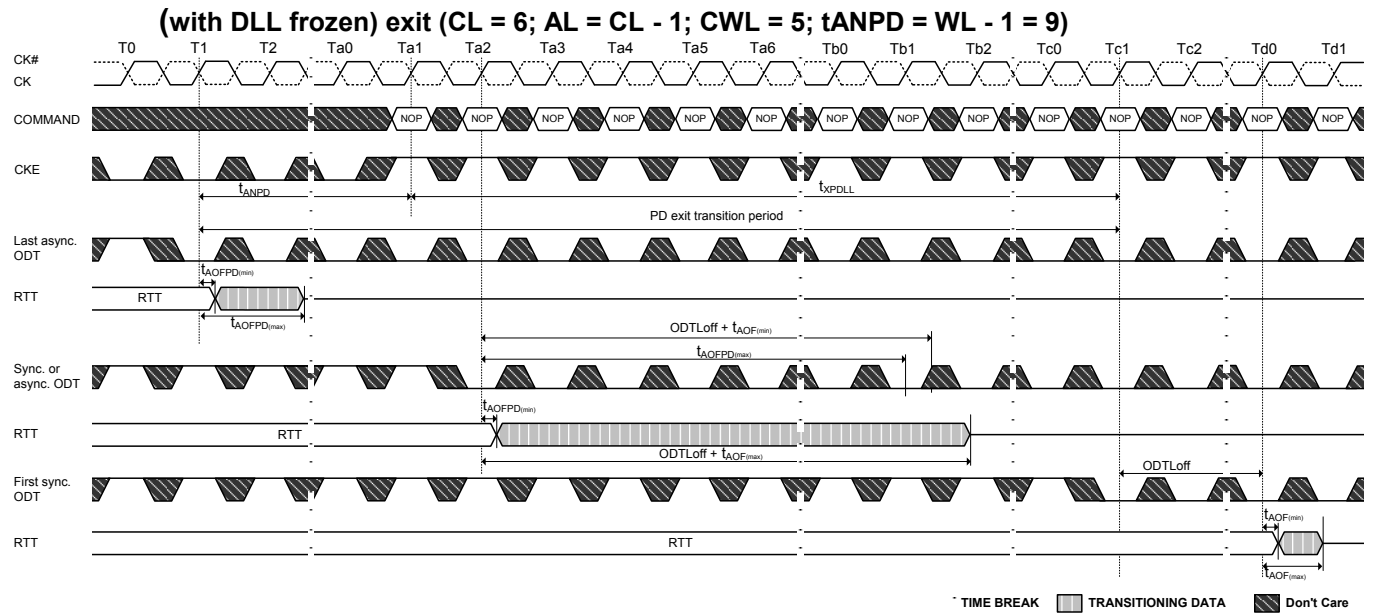 (with DLL frozen) exit (CL = 6; AL = CL - 1; CWL = 5; tANPD = WL - 1 = 9)
T0 T1 T2 Ta0 Ta1 Ta2 Ta3 Ta4 Ta5 Ta6 Tb0 Tb1 Tb2 Tc0 Tc1 Tc2 Td0 Td1
CK#
CK
COMMAND NOP NOP NOP NOP NOP NOP NOP NOP NOP NOP NOP NOP NOP NOP
CKE
tANPD tXPDLL
PD exit transition period
Last async.
ODT
tAOFPD(min)
RTT RTT
tAOFPD(max)
ODTLoff + tAOF(min)
tAOFPD(max)
Sync. or
async. ODT
tAOFPD(min)
RTT RTT
ODTLoff + tAOF(max)
ODTLoff
First sync.
ODT
tAOF(min)
RTT RTT
tAOF(max)
TIME BREAK TRANSITIONING DATA Don't Care